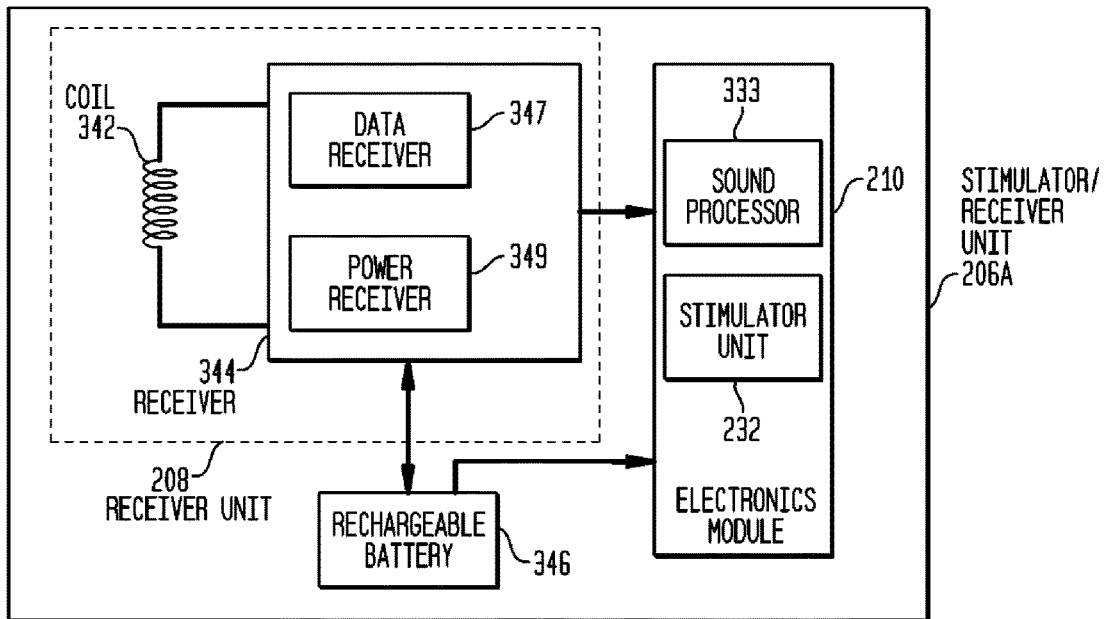 COIL
342
DATA
RECEIVER
347
POWER
RECEIVER
349
344
RECEIVER
208
RECEIVER UNIT
RECHARGEABLE
BATTERY
346
333
SOUND
PROCESSOR
210
STIMULATOR
UNIT
232
ELECTRONICS
MODULE
STIMULATOR/
RECEIVER
UNIT
206A